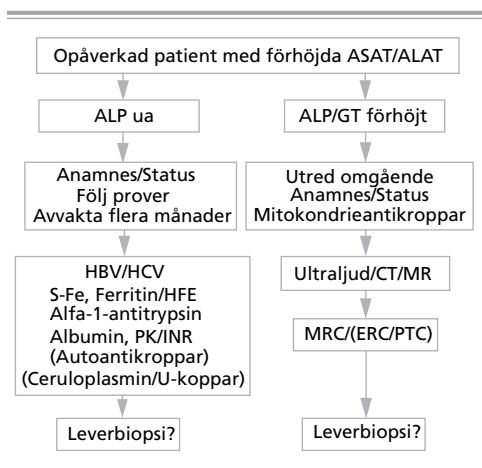 Opåverkad patient med förhöjda ASAT/ALAT
ALP ua
Anamnes/Status
Följ prover
Avvakta flera månader
HBV/HCV
S-Fe, Ferritin/HFE
Alfa-1-antitrypsin
Albumin, PK/INR
(Autoantikroppar)
(Ceruloplasmin/U-koppar)
Leverbiopsi?
ALP/GT förhöjt
Utred omgående
Anamnes/Status
Mitokondrieantikroppar
Ultraljud/CT/MR
MRC/(ERC/PTC)
Leverbiopsi?